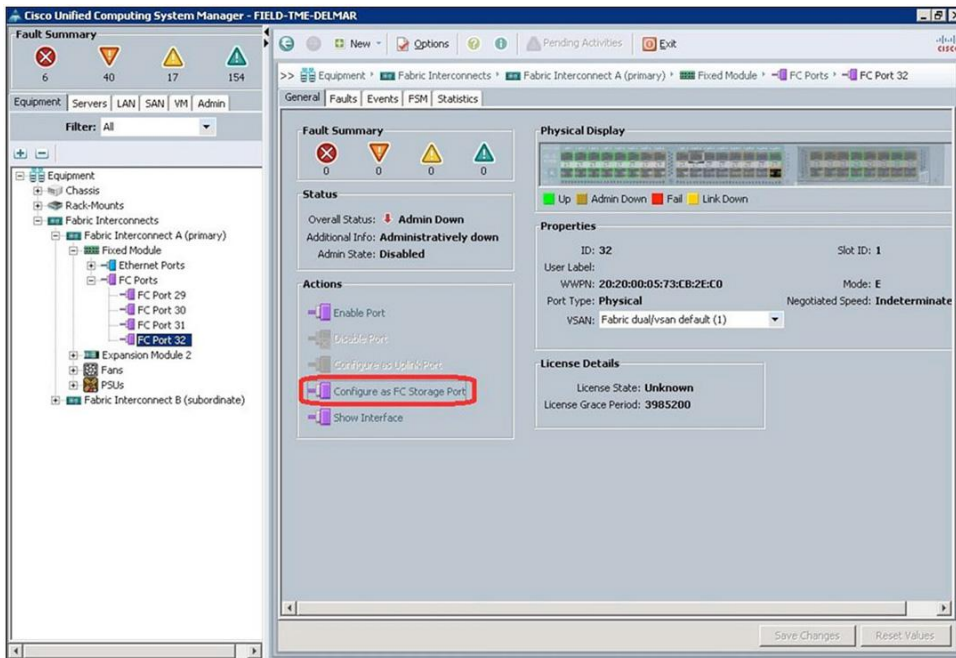 Cisco Unified Computing System Manager - FIELD-TME-DELMAR
Fault Summary
6 40 17 154
Equipment Servers LAN SAN VM Admin
Filter: All
Equipment
Chassis
Rack-Mounts
Fabric Interconnects
Fabric Interconnect A (primary)
Fixed Module
Ethernet Ports
FC Ports
FC Port 29
FC Port 30
FC Port 31
FC Port 32
Expansion Module 2
Fans
PSUs
Fabric Interconnect B (subordinate)
New Options Pending Activities Exit
CISC
>> Equipment Fabric Interconnects Fabric Interconnect A (primary) Fixed Module FC Ports FC Port 32
General Faults Events FSM Statistics
Fault Summary
0 0 0 0
Status
Overall Status: Admin Down
Additional Info: Administratively down
Admin State: Disabled
Actions
Enable Port
Disable Port
Configure as Uplink Port
Configure as FC Storage Port
Show Interface
Physical Display
Up Admin Down Fail Link Down
Properties
ID: 32 Slot ID: 1
User Label:
WWPN: 20:20:00:05:73:CB:2E:C0 Mode: E
Port Type: Physical Negotiated Speed: Indeterminate
VSAN: Fabric dual/vsan default (1)
License Details
License State: Unknown
License Grace Period: 3985200
Save Changes Reset Values